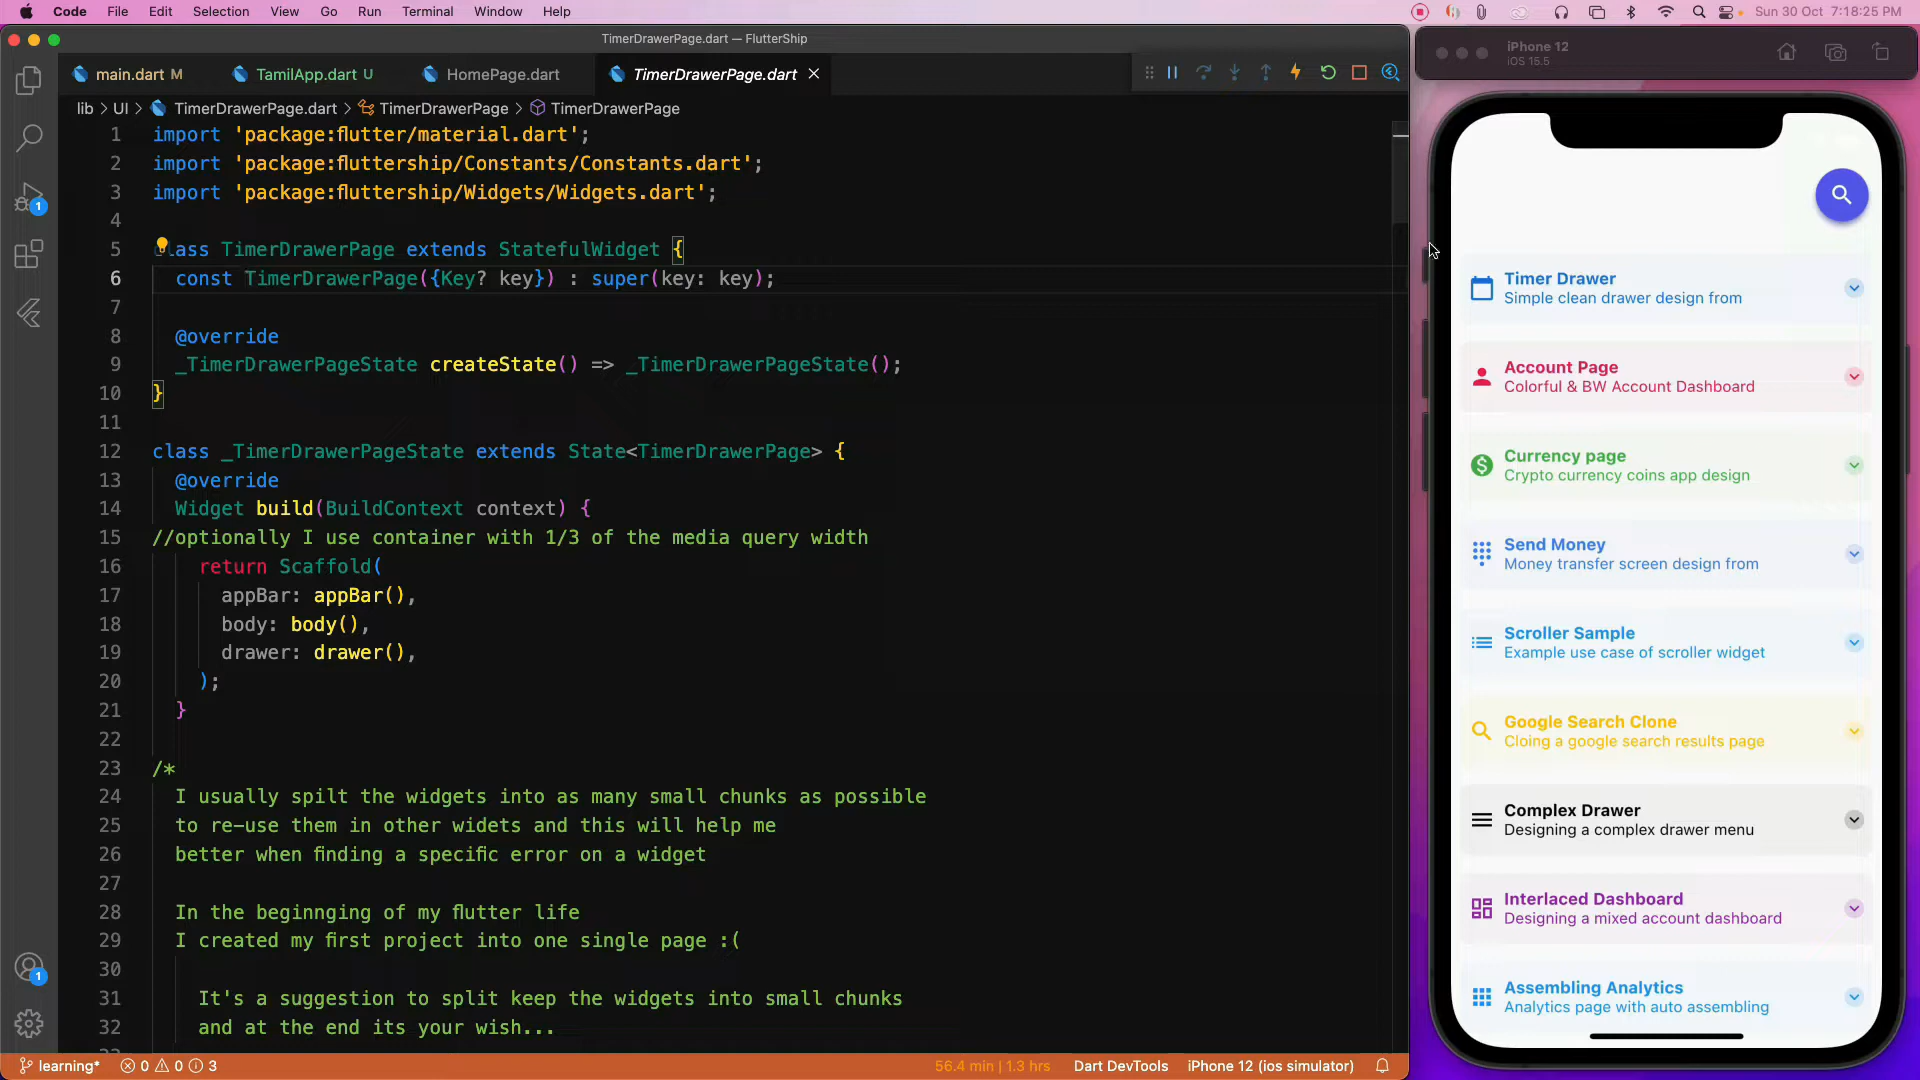 Code File Edit Selection View Go Run Terminal Window Help
Sun 30 Oct 7:18:25 PM
TimerDrawerPage.dart — FlutterShip
main.dart M
TamilApp.dart U
HomePage.dart
TimerDrawerPage.dart
lib > UI > TimerDrawerPage.dart > TimerDrawerPage > TimerDrawerPage
1 import 'package:flutter/material.dart';
2 import 'package:fluttership/Constants/Constants.dart';
3 import 'package:fluttership/Widgets/Widgets.dart';
4
5 class TimerDrawerPage extends StatefulWidget {
6 const TimerDrawerPage({Key? key}) : super(key: key);
7
8 @override
9 _TimerDrawerPageState createState() => _TimerDrawerPageState();
10 }
11
12 class _TimerDrawerPageState extends State<TimerDrawerPage> {
13 @override
14 Widget build(BuildContext context) {
15 //optionally I use container with 1/3 of the media query width
16 return Scaffold(
17 appBar: appBar(),
18 body: body(),
19 drawer: drawer(),
20 );
21 }
22
23 /*
24 I usually spilt the widgets into as many small chunks as possible
25 to re-use them in other widets and this will help me
26 better when finding a specific error on a widget
27
28 In the beginnging of my flutter life
29 I created my first project into one single page :(
30
31 It's a suggestion to split keep the widgets into small chunks
32 and at the end its your wish...
1
1
learning* 0 0 3
56.4 min | 1.3 hrs
Dart DevTools
iPhone 12 (ios simulator)
iPhone 12
iOS 15.5
Timer Drawer
Simple clean drawer design from
Account Page
Colorful & BW Account Dashboard
Currency page
Crypto currency coins app design
Send Money
Money transfer screen design from
Scroller Sample
Example use case of scroller widget
Google Search Clone
Cloing a google search results page
Complex Drawer
Designing a complex drawer menu
Interlaced Dashboard
Designing a mixed account dashboard
Assembling Analytics
Analytics page with auto assembling